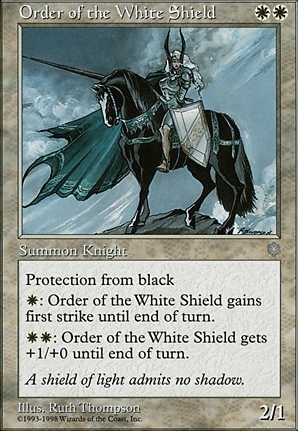 Order of the White Shield
Summon Knight
Protection from black
: Order of the White Shield gains
first strike until end of turn.
: Order of the White Shield gets
+1/+0 until end of turn.
A shield of light admits no shadow.
Illus. Ruth Thompson
2/1
©1993-1998 Wizards of the Coast, Inc.